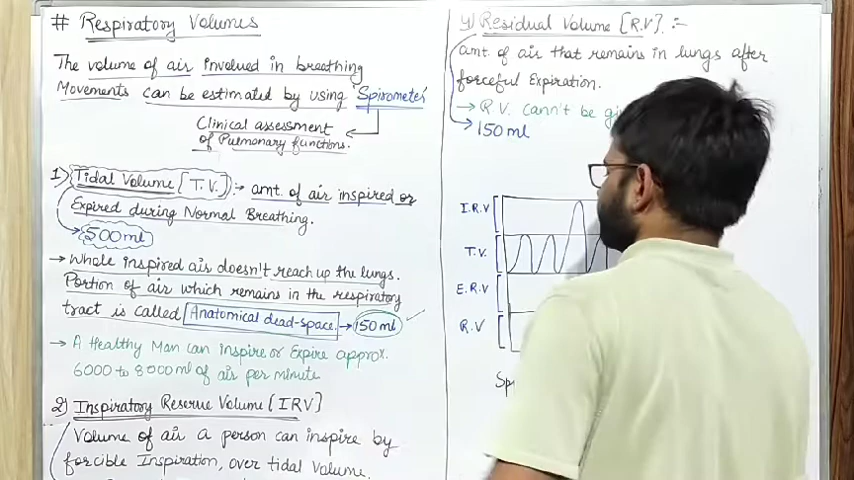 # Respiratory Volumes
The volume of air involved in breathing
Movements can be estimated by using 'Spirometer'
Clinical assessment
of Pulmonary functions.
1) Tidal Volume [T.V.] :→ amt. of air inspired or
Expired during Normal Breathing.
→ 500 ml
→ Whole inspired air doesn't reach up the lungs.
Portion of air which remains in the respiratory
tract is called Anatomical dead-space. → 150 ml
→ A Healthy Man can inspire or Expire approx.
6000 to 8000 ml of air per minute
2) Inspiratory Reserve Volume [IRV]
Volume of air a person can inspire by
forcible Inspiration, over tidal Volume.
4) Residual Volume [R.V] :-
amt. of air that remains in lungs after
forceful Expiration.
→ R.V. cann't be
→ 150 ml
I.R.V
T.V.
E.R.V
R.V